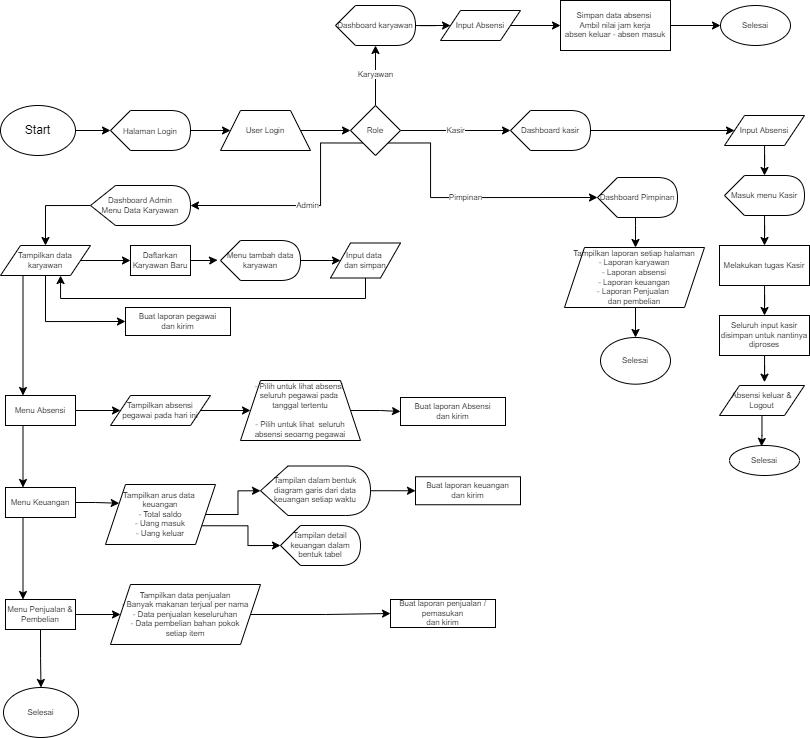 Dashboard karyawan
Input Absensi
Simpan data absensi
Ambil nilai jam kerja
absen keluar - absen masuk
Selesai
Karyawan
Start
Halaman Login
User Login
Role
Kasir
Dashboard kasir
Input Absensi
Admin
Pimpinan
Dashboard Admin
Menu Data Karyawan
Dashboard Pimpinan
Masuk menu Kasir
Tampilkan data
karyawan
Daftarkan
Karyawan Baru
Menu tambah data
karyawan
Input data
dan simpan
Tampilkan laporan setiap halaman
- Laporan karyawan
- Laporan absensi
- Laporan keuangan
- Laporan Penjualan
dan pembelian
Melakukan tugas Kasir
Buat laporan pegawai
dan kirim
Seluruh input kasir
disimpan untuk nantinya
diproses
Selesai
Absensi keluar &
Logout
Selesai
Menu Absensi
Tampilkan absensi
pegawai pada hari ini
- Pilih untuk lihat absensi
seluruh pegawai pada
tanggal tertentu
- Pilih untuk lihat  seluruh
absensi seoarng pegawai
Buat laporan Absensi
dan kirim
Menu Keuangan
Tampilkan arus data
keuangan
- Total saldo
- Uang masuk
- Uang keluar
Tampilan dalam bentuk
diagram garis dari data
keuangan setiap waktu
Buat laporan keuangan
dan kirim
Tampilan detail
keuangan dalam
bentuk tabel
Menu Penjualan &
Pembelian
Tampilkan data penjualan
Banyak makanan terjual per nama
- Data penjualan keseluruhan
- Data pembelian bahan pokok
setiap item
Buat laporan penjualan /
pemasukan
dan kirim
Selesai